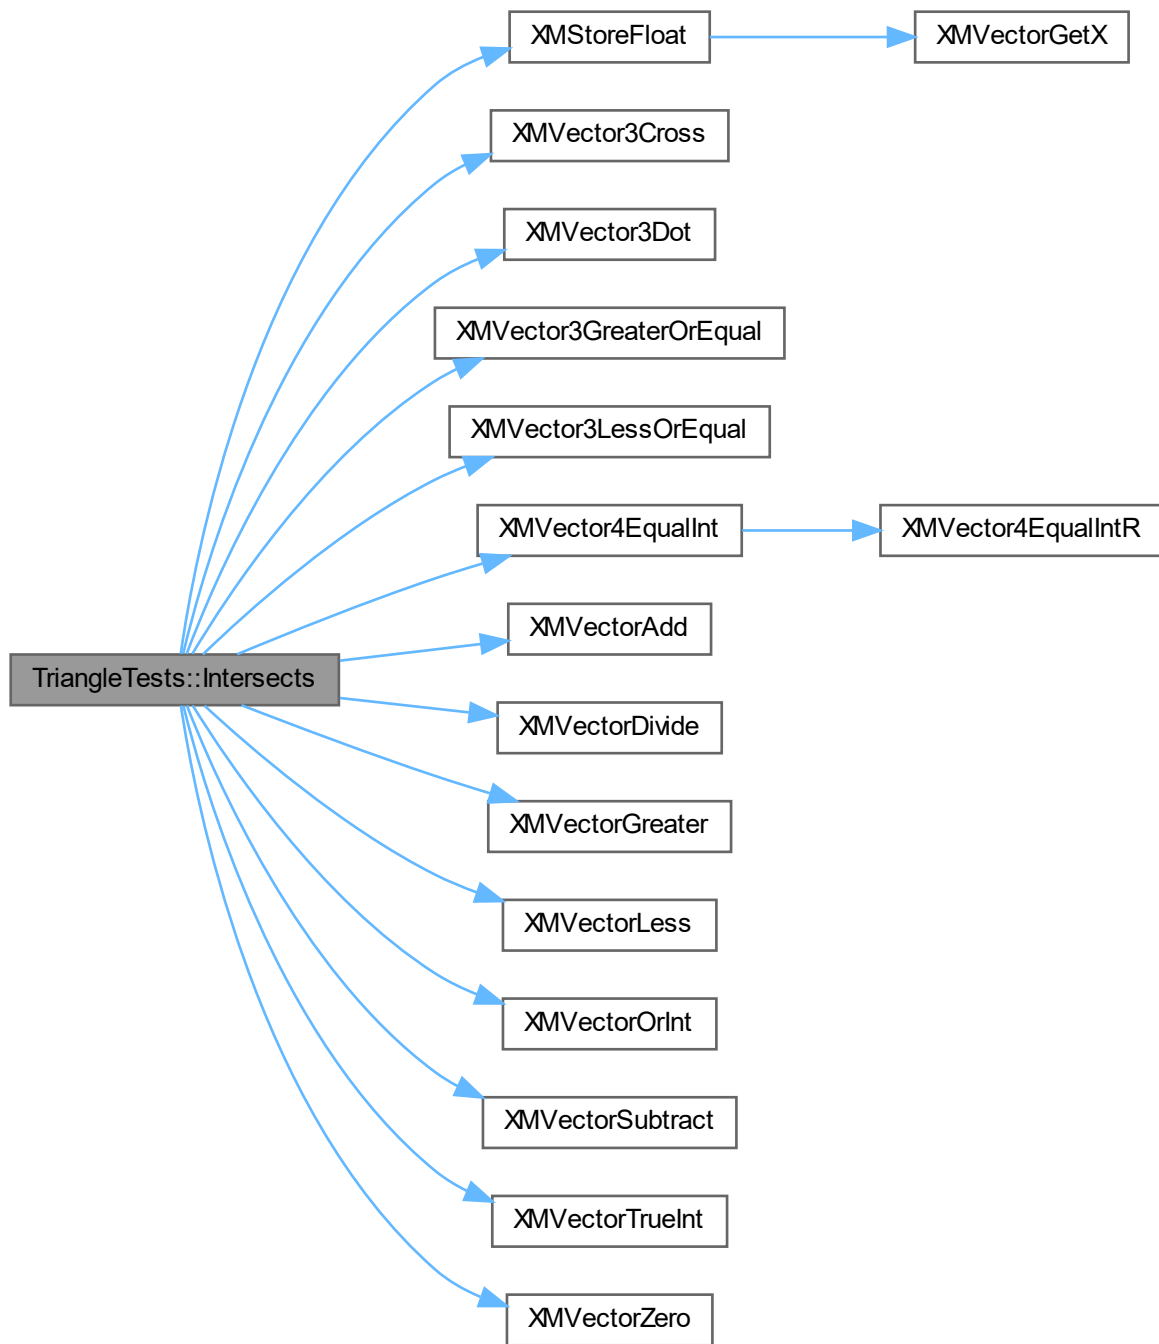 XMStoreFloat
XMVectorGetX
XMVector3Cross
XMVector3Dot
XMVector3GreaterOrEqual
XMVector3LessOrEqual
XMVector4EqualInt
XMVector4EqualIntR
XMVectorAdd
TriangleTests::Intersects
XMVectorDivide
XMVectorGreater
XMVectorLess
XMVectorOrInt
XMVectorSubtract
XMVectorTrueInt
XMVectorZero